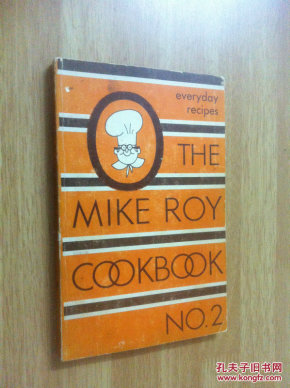 everyday
recipes
THE
MIKE ROY
COOKBOOK
NO.2
孔夫子旧书网
www.kongfz.com